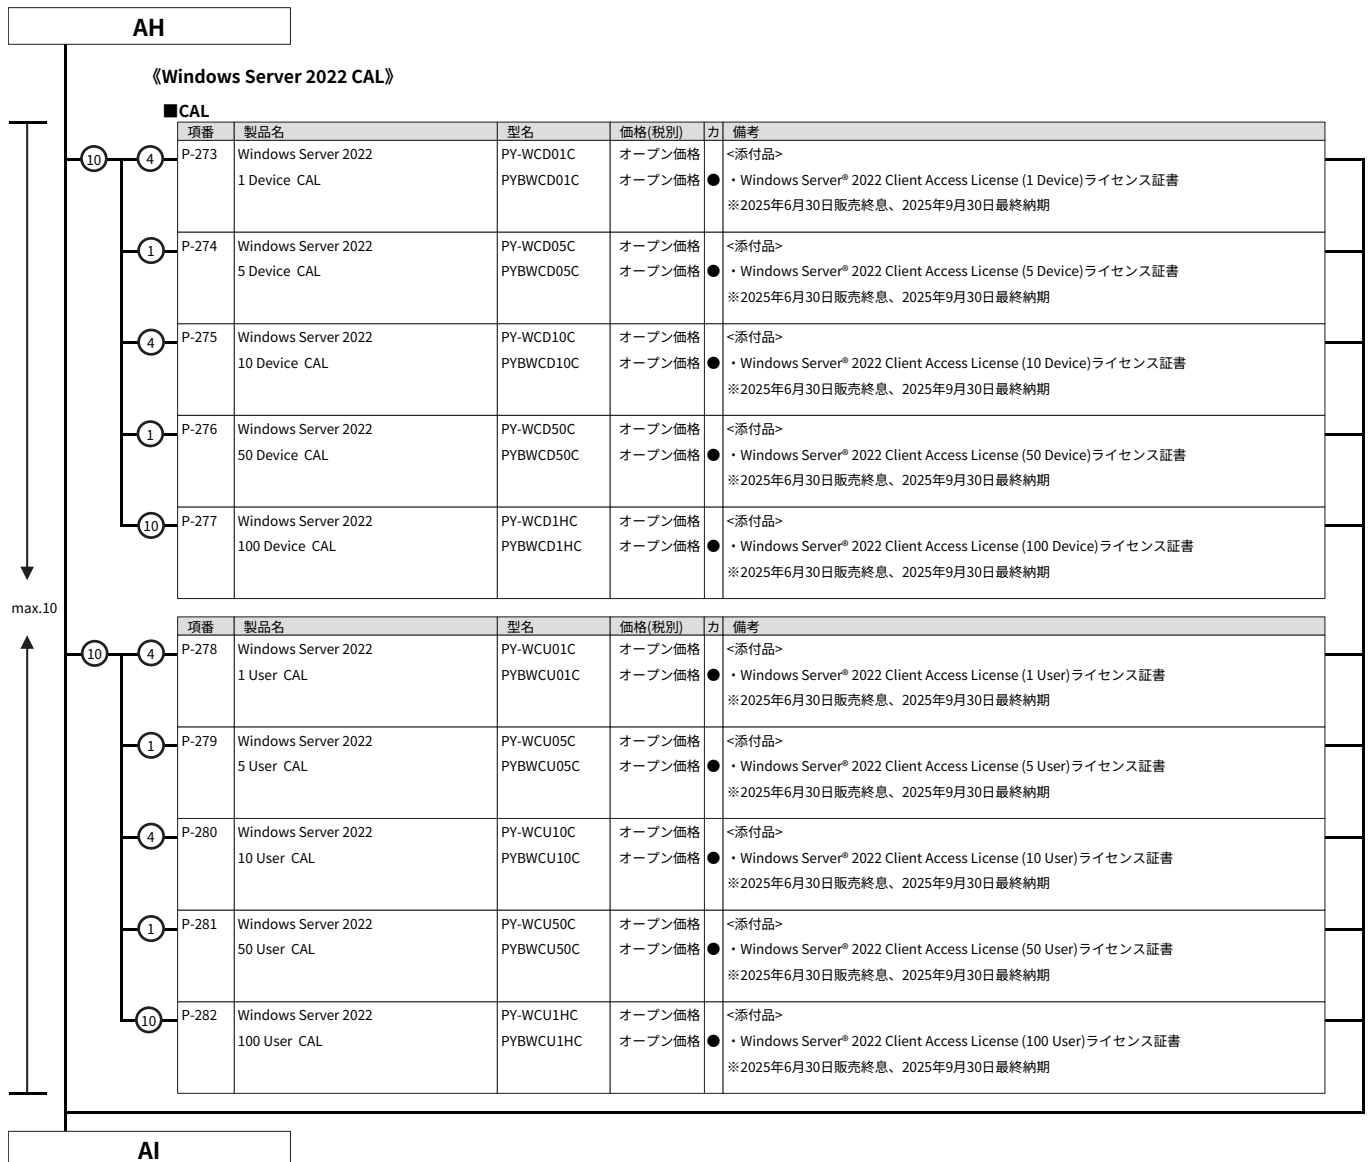 AH
《Windows Server 2022 CAL》
■CAL
項番 製品名 型名 価格(税別) カ 備考
10 4 P-273 Windows Server 2022 PY-WCD01C オープン価格 <添付品>
1 Device CAL PYBWCD01C オープン価格 ● ・Windows Server® 2022 Client Access License (1 Device)ライセンス証書
※2025年6月30日販売終息、2025年9月30日最終納期
1 P-274 Windows Server 2022 PY-WCD05C オープン価格 <添付品>
5 Device CAL PYBWCD05C オープン価格 ● ・Windows Server® 2022 Client Access License (5 Device)ライセンス証書
※2025年6月30日販売終息、2025年9月30日最終納期
4 P-275 Windows Server 2022 PY-WCD10C オープン価格 <添付品>
10 Device CAL PYBWCD10C オープン価格 ● ・Windows Server® 2022 Client Access License (10 Device)ライセンス証書
※2025年6月30日販売終息、2025年9月30日最終納期
1 P-276 Windows Server 2022 PY-WCD50C オープン価格 <添付品>
50 Device CAL PYBWCD50C オープン価格 ● ・Windows Server® 2022 Client Access License (50 Device)ライセンス証書
※2025年6月30日販売終息、2025年9月30日最終納期
10 P-277 Windows Server 2022 PY-WCD1HC オープン価格 <添付品>
100 Device CAL PYBWCD1HC オープン価格 ● ・Windows Server® 2022 Client Access License (100 Device)ライセンス証書
※2025年6月30日販売終息、2025年9月30日最終納期
max.10
項番 製品名 型名 価格(税別) カ 備考
10 4 P-278 Windows Server 2022 PY-WCU01C オープン価格 <添付品>
1 User CAL PYBWCU01C オープン価格 ● ・Windows Server® 2022 Client Access License (1 User)ライセンス証書
※2025年6月30日販売終息、2025年9月30日最終納期
1 P-279 Windows Server 2022 PY-WCU05C オープン価格 <添付品>
5 User CAL PYBWCU05C オープン価格 ● ・Windows Server® 2022 Client Access License (5 User)ライセンス証書
※2025年6月30日販売終息、2025年9月30日最終納期
4 P-280 Windows Server 2022 PY-WCU10C オープン価格 <添付品>
10 User CAL PYBWCU10C オープン価格 ● ・Windows Server® 2022 Client Access License (10 User)ライセンス証書
※2025年6月30日販売終息、2025年9月30日最終納期
1 P-281 Windows Server 2022 PY-WCU50C オープン価格 <添付品>
50 User CAL PYBWCU50C オープン価格 ● ・Windows Server® 2022 Client Access License (50 User)ライセンス証書
※2025年6月30日販売終息、2025年9月30日最終納期
10 P-282 Windows Server 2022 PY-WCU1HC オープン価格 <添付品>
100 User CAL PYBWCU1HC オープン価格 ● ・Windows Server® 2022 Client Access License (100 User)ライセンス証書
※2025年6月30日販売終息、2025年9月30日最終納期
AI